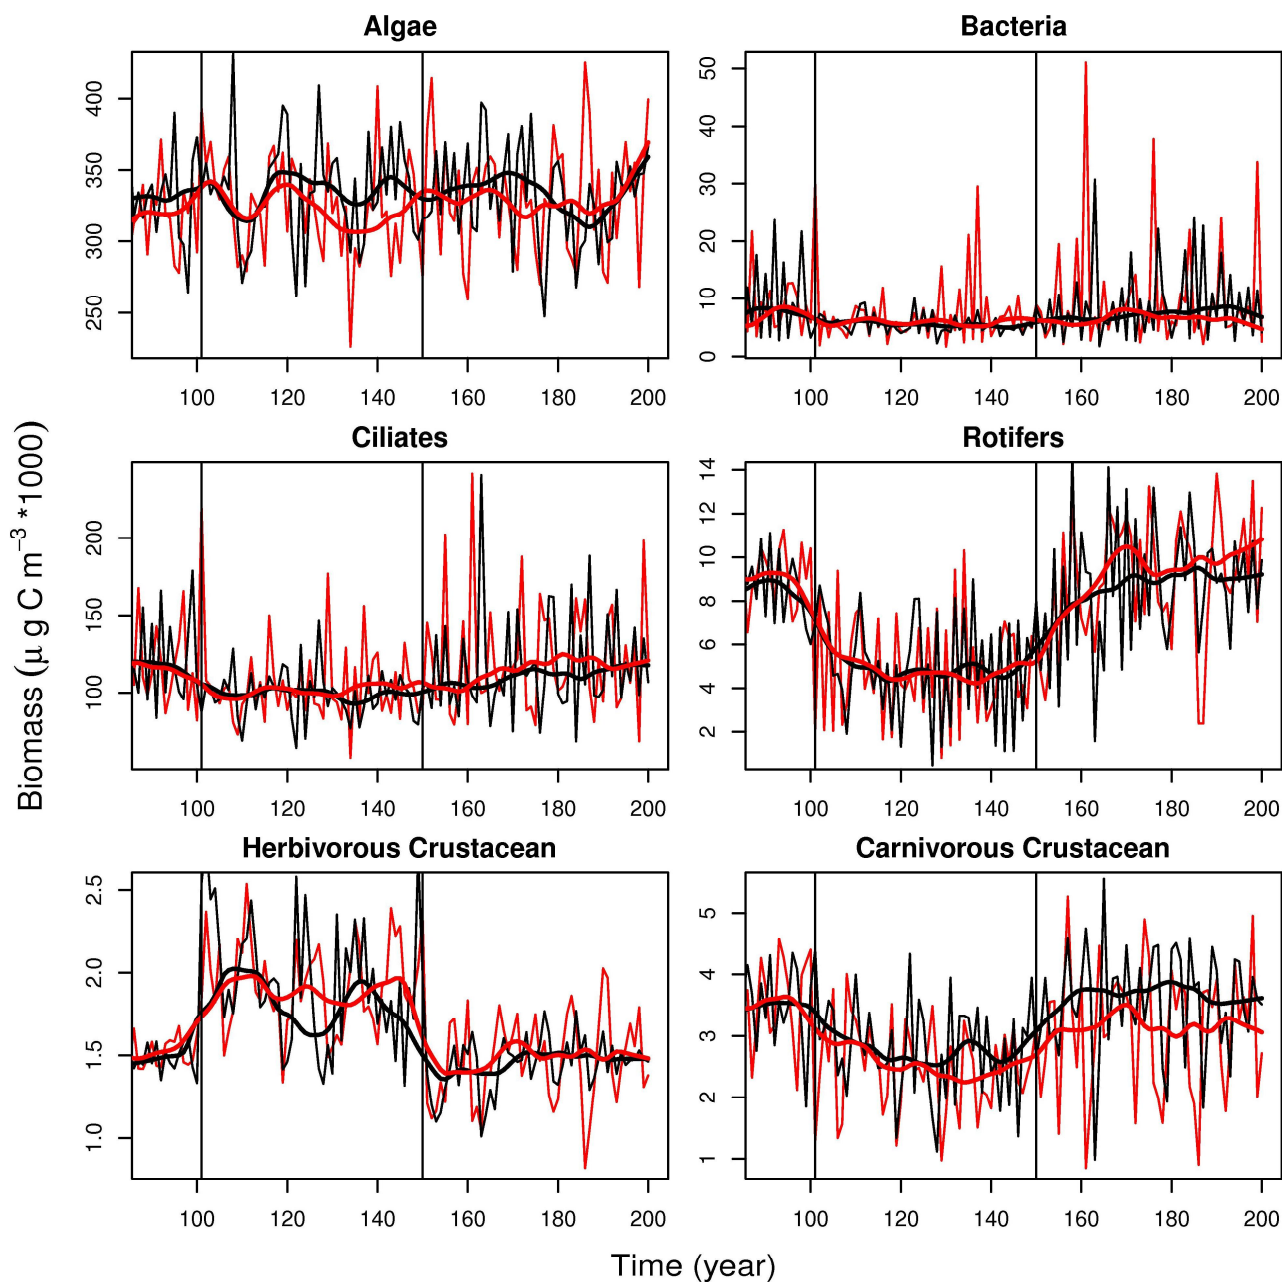 Algae
250 300 350 400
100 120 140 160 180 200
Bacteria
0 10 20 30 40 50
100 120 140 160 180 200
Ciliates
100 150 200
100 120 140 160 180 200
Rotifers
2 4 6 8 10 12 14
100 120 140 160 180 200
Herbivorous Crustacean
1.0 1.5 2.0 2.5
100 120 140 160 180 200
Carnivorous Crustacean
1 2 3 4 5
100 120 140 160 180 200
Biomass (μ g C m⁻³ *1000)
Time (year)